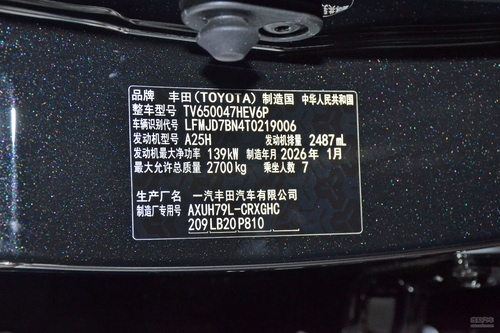 品牌 丰田(TOYOTA) 制造国 中华人民共和国
整车型号 TV650047HEV6P
车辆识别代号 LFMJD7BN4T0219006
发动机型号 A25H 发动机排量 2487mL
发动机最大净功率 139kW 制造年月 2026年 1月
最大允许总质量 2700kg 乘坐人数 7
生产厂名 一汽丰田汽车有限公司
制造厂专用号 AXUH79L-CRXGHC
209 LB20 P810